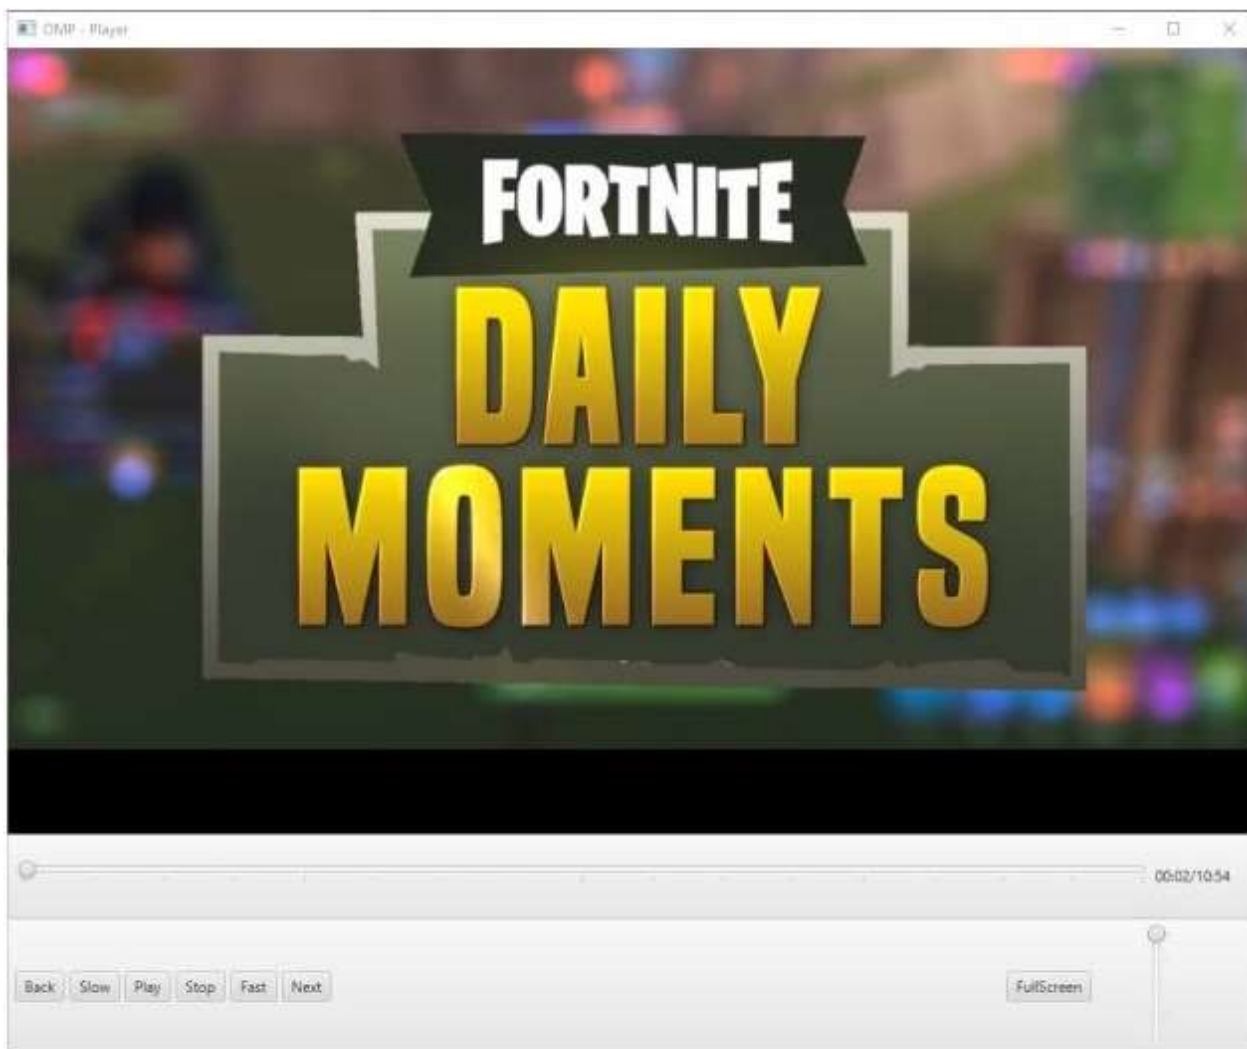 OMP - Player
FORTNITE
DAILY
MOMENTS
00:02/10:54
Back Slow Play Stop Fast Next FullScreen